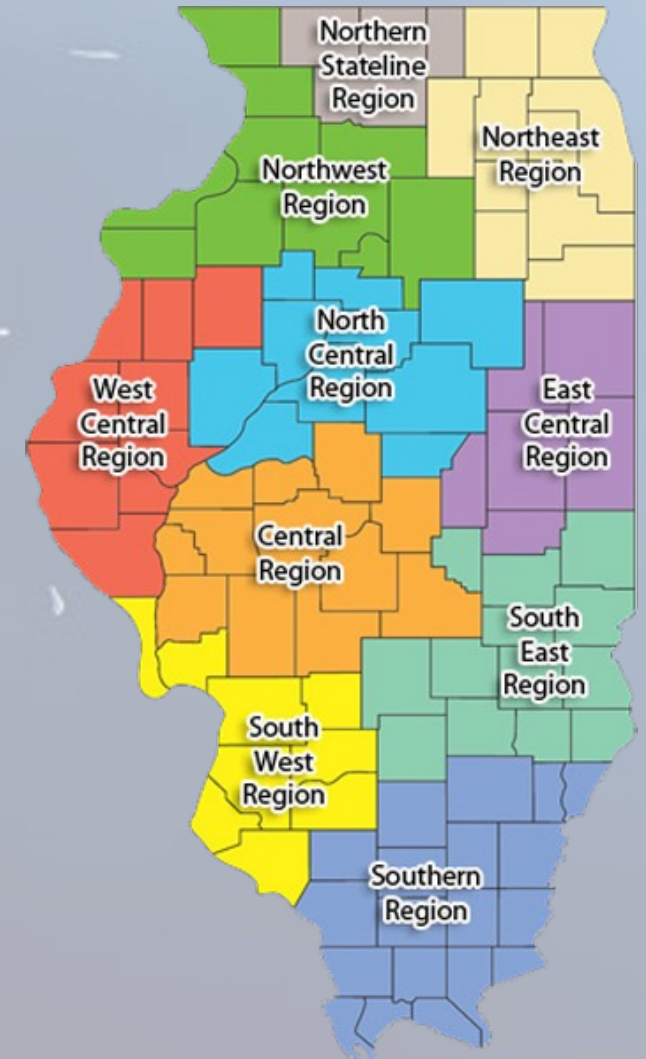 Northern
Stateline
Region
Northeast
Region
Northwest
Region
North
Central
Region
West
Central
Region
East
Central
Region
Central
Region
South
East
Region
South
West
Region
Southern
Region